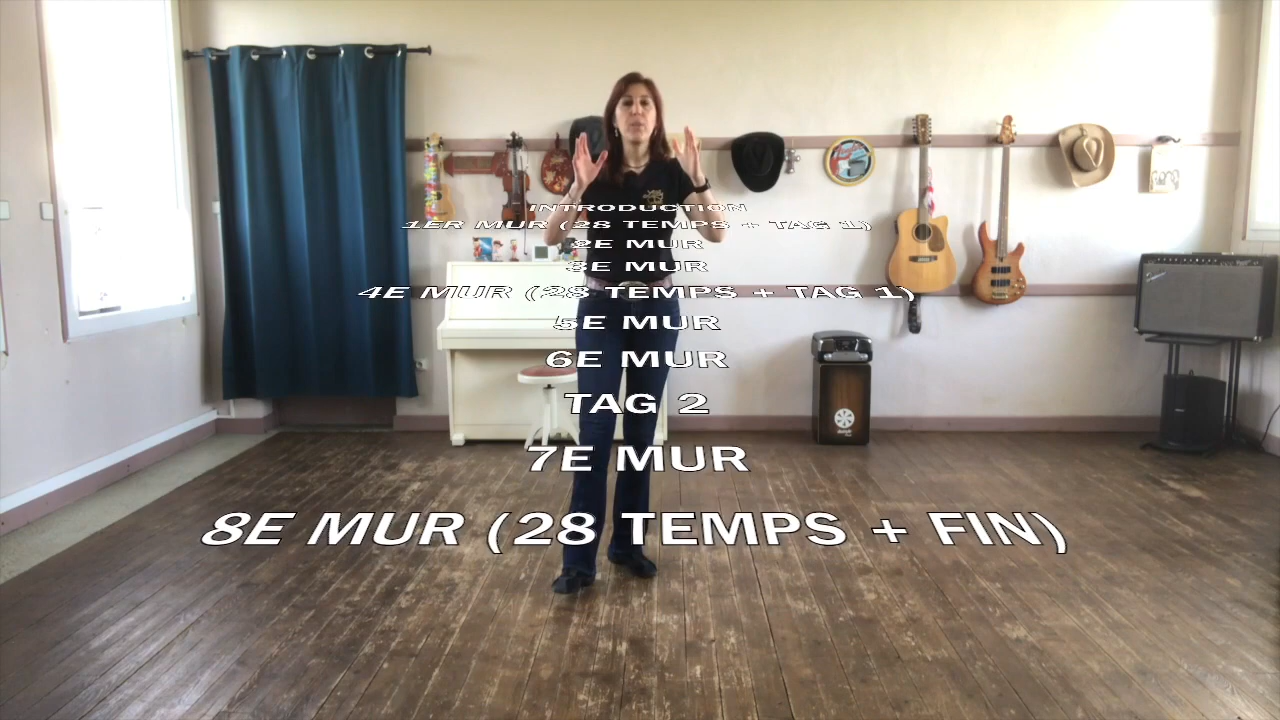 INTRODUCTION
1ER MUR (28 TEMPS + TAG 1)
2E MUR
3E MUR
4E MUR (28 TEMPS + TAG 1)
5E MUR
6E MUR
TAG 2
7E MUR
8E MUR (28 TEMPS + FIN)